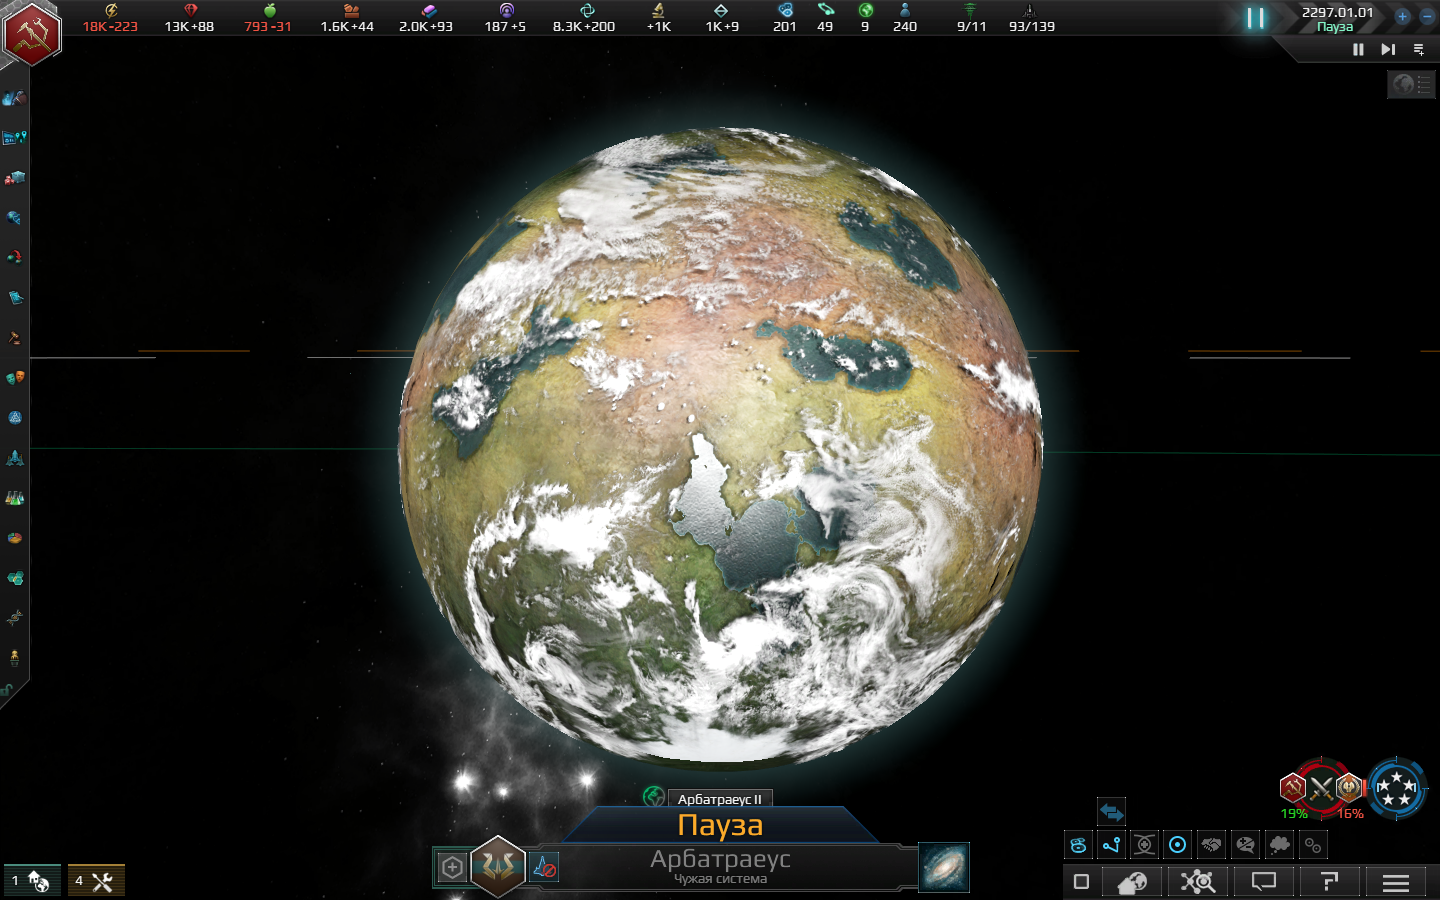 18K-223 13K+88 793-31 1.6K+44 2.0K+93 187+5 8.3K+200 +1K 1K+9 201 49 9 240 9/11 93/139
2297.01.01
Пауза
Арбатраеус II
Пауза
Арбатраеус
Чужая система
19% 16%
1 4